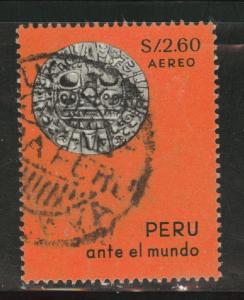 S/.2.60
AEREO
PERU
ante el mundo